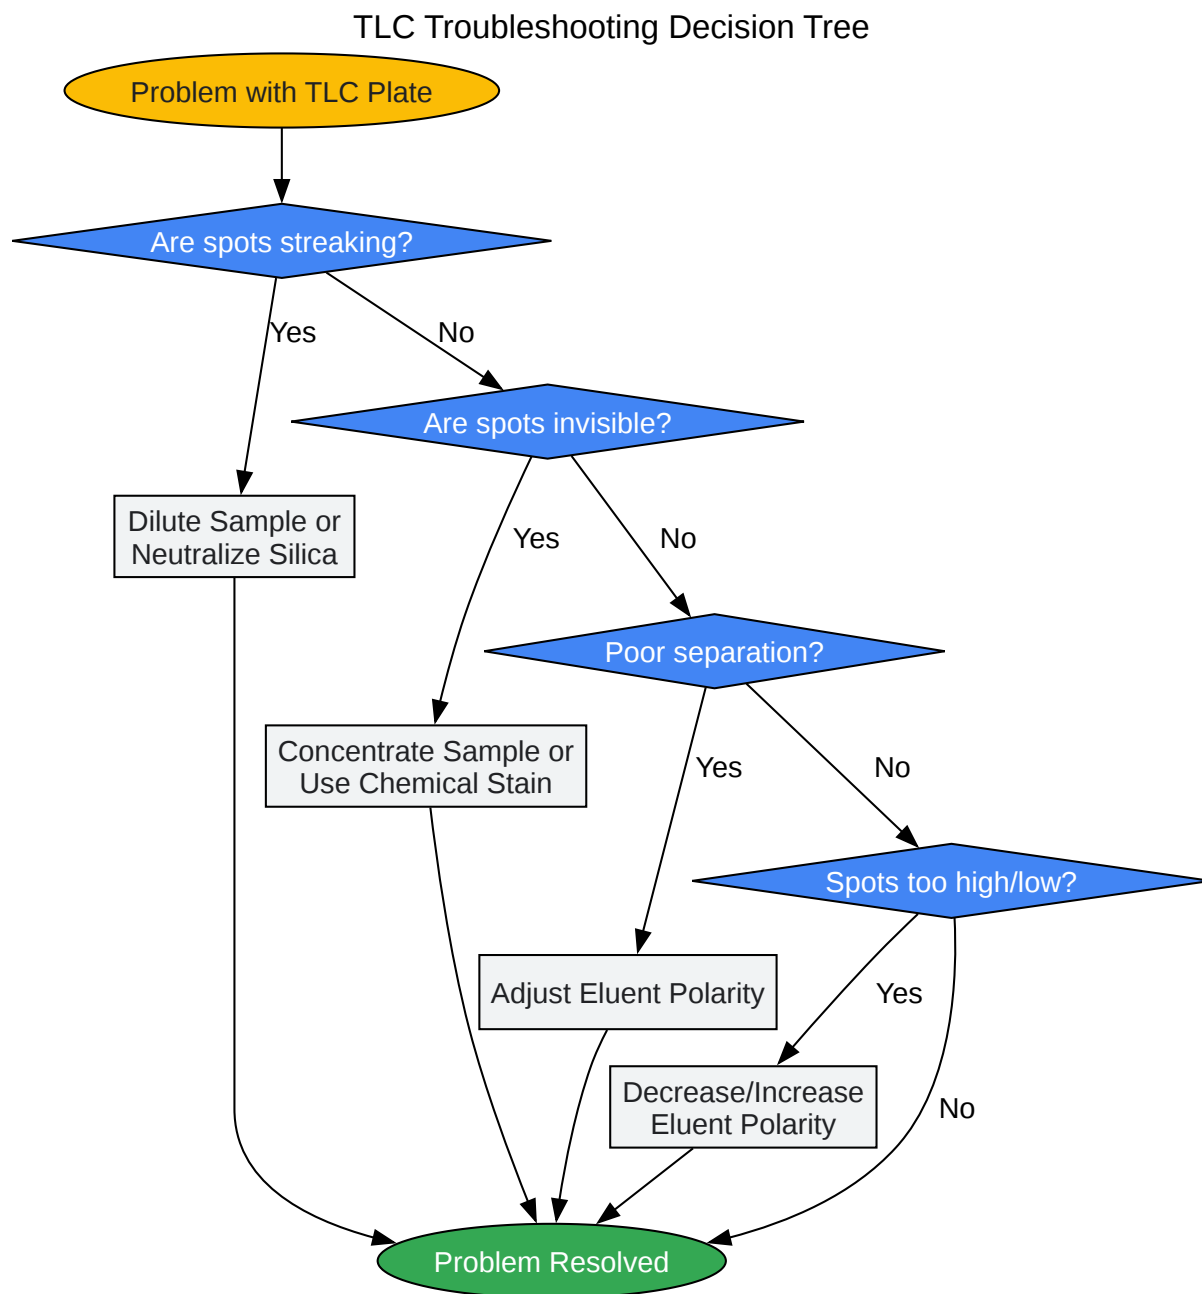 TLC Troubleshooting Decision Tree
Problem with TLC Plate
Are spots streaking?
Yes
No
Are spots invisible?
Dilute Sample or
Neutralize Silica
Yes
No
Poor separation?
Concentrate Sample or
Use Chemical Stain
Yes
No
Spots too high/low?
Adjust Eluent Polarity
Yes
Decrease/Increase
Eluent Polarity
No
Problem Resolved